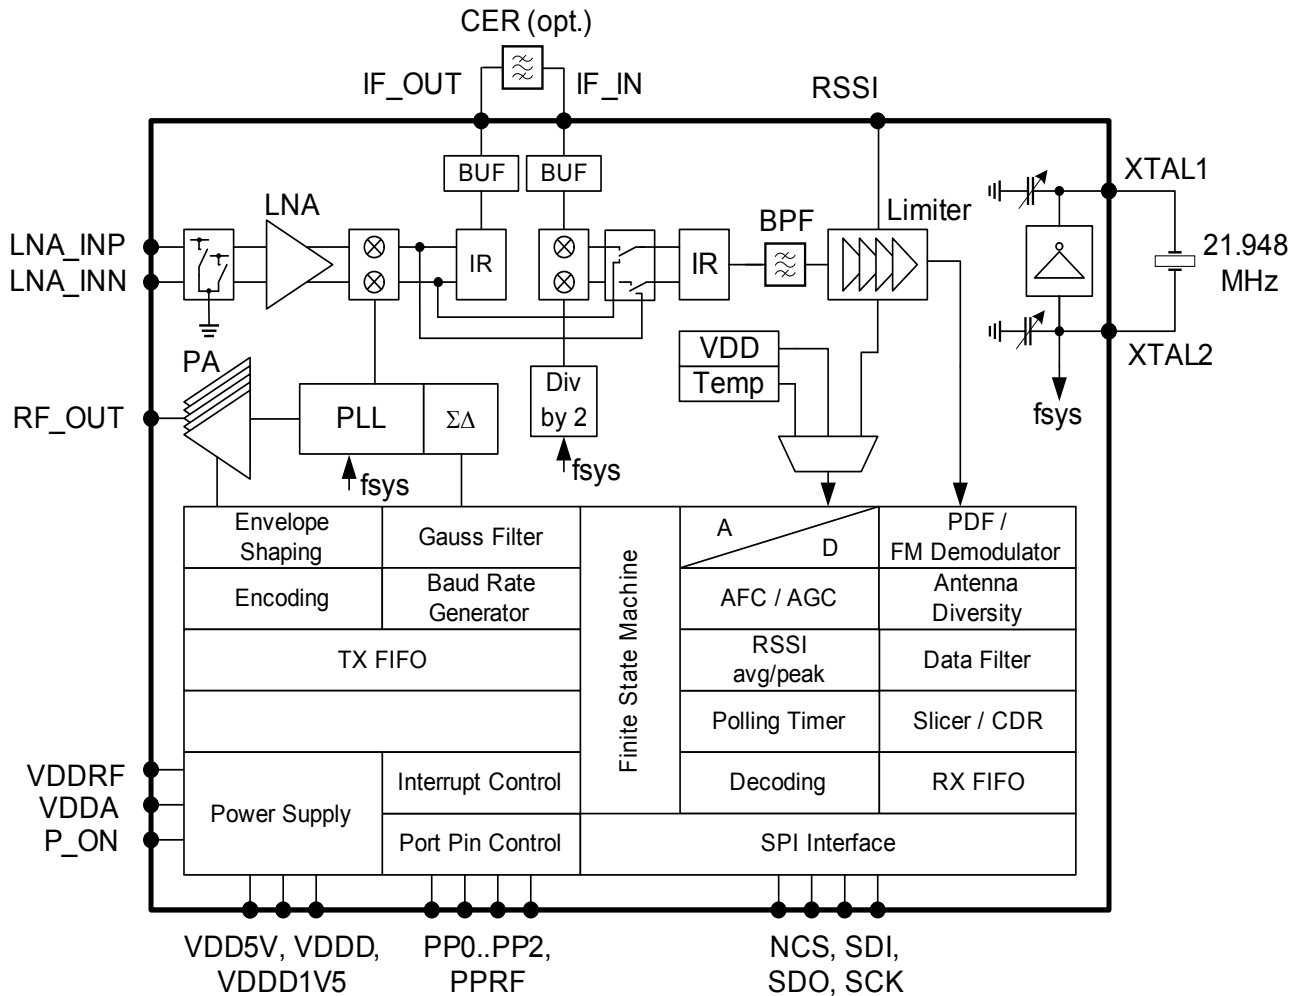 CER (opt.)
IF_OUT
IF_IN
RSSI
BUF
BUF
XTAL1
LNA
BPF
Limiter
LNA_INP
LNA_INN
IR
IR
21.948
MHz
XTAL2
PA
VDD
Temp
Div
by 2
RF_OUT
PLL
ΣΔ
fsys
fsys
fsys
Envelope
Shaping
Gauss Filter
Finite State Machine
A
D
PDF /
FM Demodulator
Encoding
Baud Rate
Generator
AFC / AGC
Antenna
Diversity
TX FIFO
RSSI
avg/peak
Data Filter
Polling Timer
Slicer / CDR
VDDRF
VDDA
P_ON
Power Supply
Interrupt Control
Decoding
RX FIFO
Port Pin Control
SPI Interface
VDD5V, VDDD,
VDDD1V5
PP0..PP2,
PPRF
NCS, SDI,
SDO, SCK